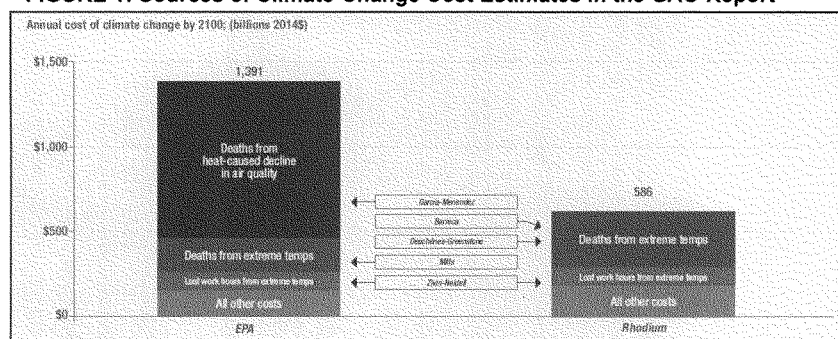 FIGURE 1. Sources of Climate Change Cost Estimates in the GAO Report
Annual cost of climate change by 2100; (billions 2014$)
$1,500
1,391
$1,000
Deaths from
heat-caused decline
in air quality
586
Garcia-Menendez
$500
Barreca
Deaths from extreme temps
Deschênes-Greenstone
Deaths from extreme temps
Mills
Lost work hours from extreme temps
Zivin-Neidell
Lost work hours from extreme temps
All other costs
All other costs
$0
EPA
Rhodium